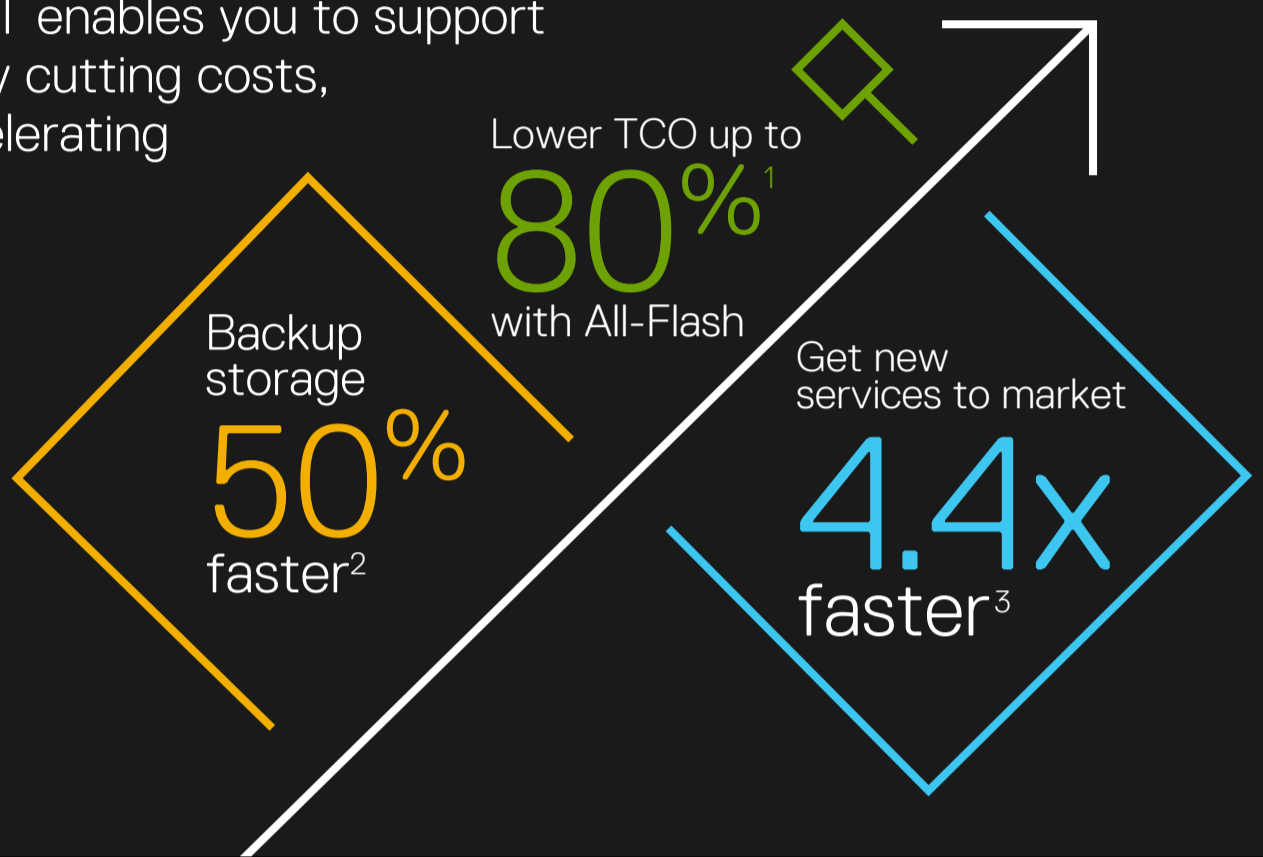 enables you to support
cutting costs,
Lower TCO up to
80%¹
with All-Flash
Backup
storage
50%
faster²
Get new
services to market
4.4x
faster³